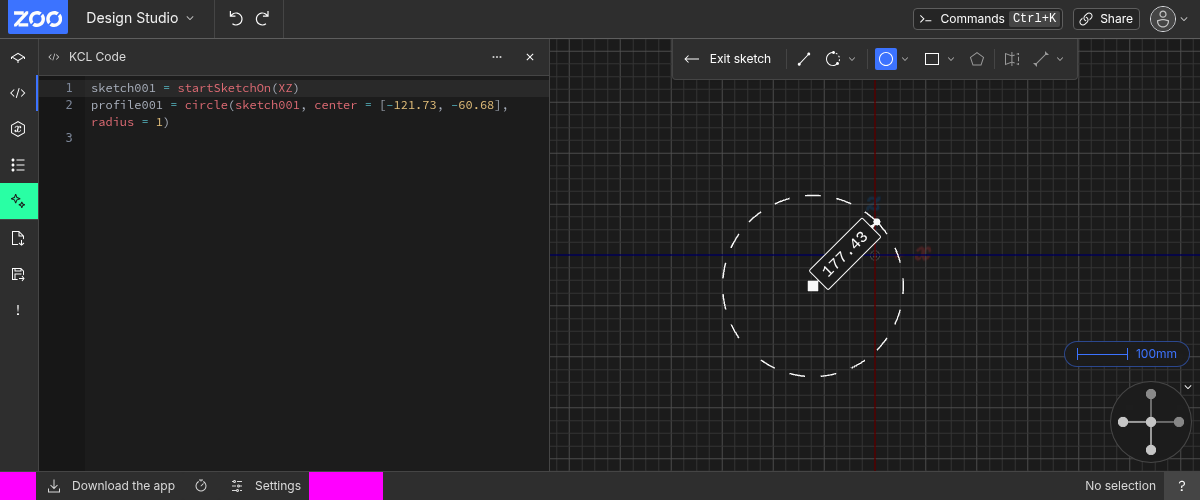 ZOO Design Studio Commands Ctrl+K Share
KCL Code
Exit sketch
1 sketch001 = startSketchOn(XZ)
2 profile001 = circle(sketch001, center = [-121.73, -60.68],
radius = 1)
3
177.43
100mm
Download the app Settings No selection ?